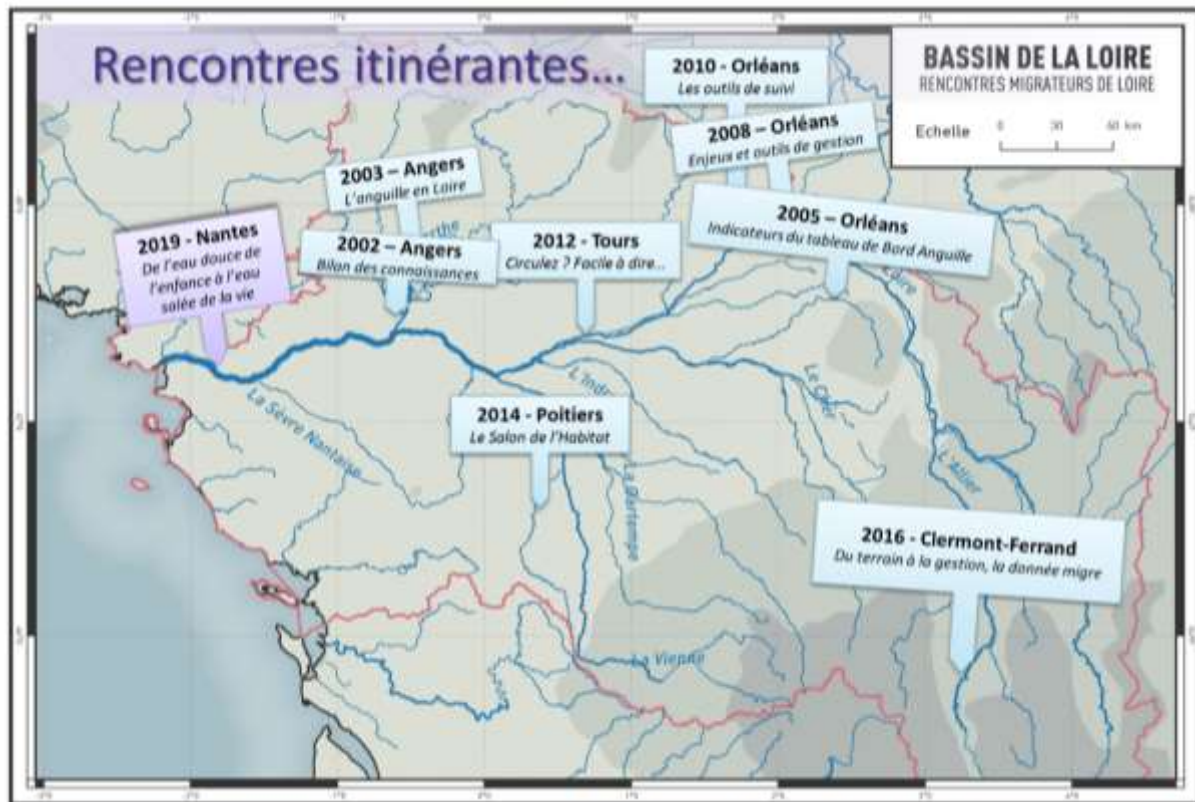 Rencontres itinérantes...
BASSIN DE LA LOIRE
RENCONTRES MIGRATEURS DE LOIRE
Echelle 0 30 60 km
2010 - Orléans
Les outils de suivi
2008 – Orléans
Enjeux et outils de gestion
2003 – Angers
L'anguille en Loire
2005 – Orléans
Indicateurs du tableau de Bord Anguille
2019 - Nantes
De l'eau douce de
l'enfance à l'eau
salée de la vie
2002 – Angers
Bilan des connaissances
2012 - Tours
Circulez ? Facile à dire...
L'Indre
Le Cher
La Sèvre Nantaise
2014 - Poitiers
Le Salon de l'Habitat
L'Allier
La Gartempe
2016 - Clermont-Ferrand
Du terrain à la gestion, la donnée migre
La Vienne